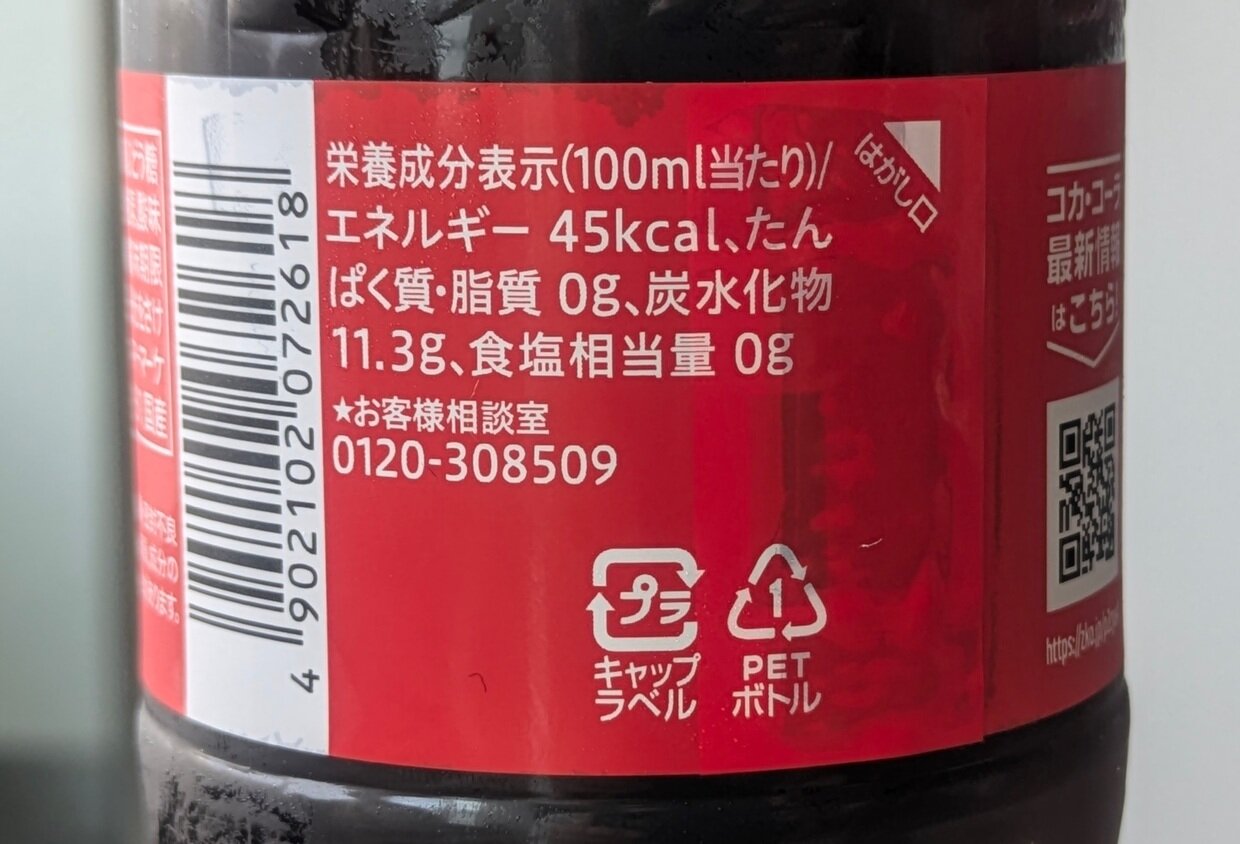 栄養成分表示(100ml当たり)/
エネルギー 45kcal、たん
ぱく質・脂質 0g、炭水化物
11.3g、食塩相当量 0g
★お客様相談室
0120-308509
はがし口
プラ
キャップ
ラベル
1
PET
ボトル
4 902102 072618
コカ・コーラ
最新情報
はこちら!
国産